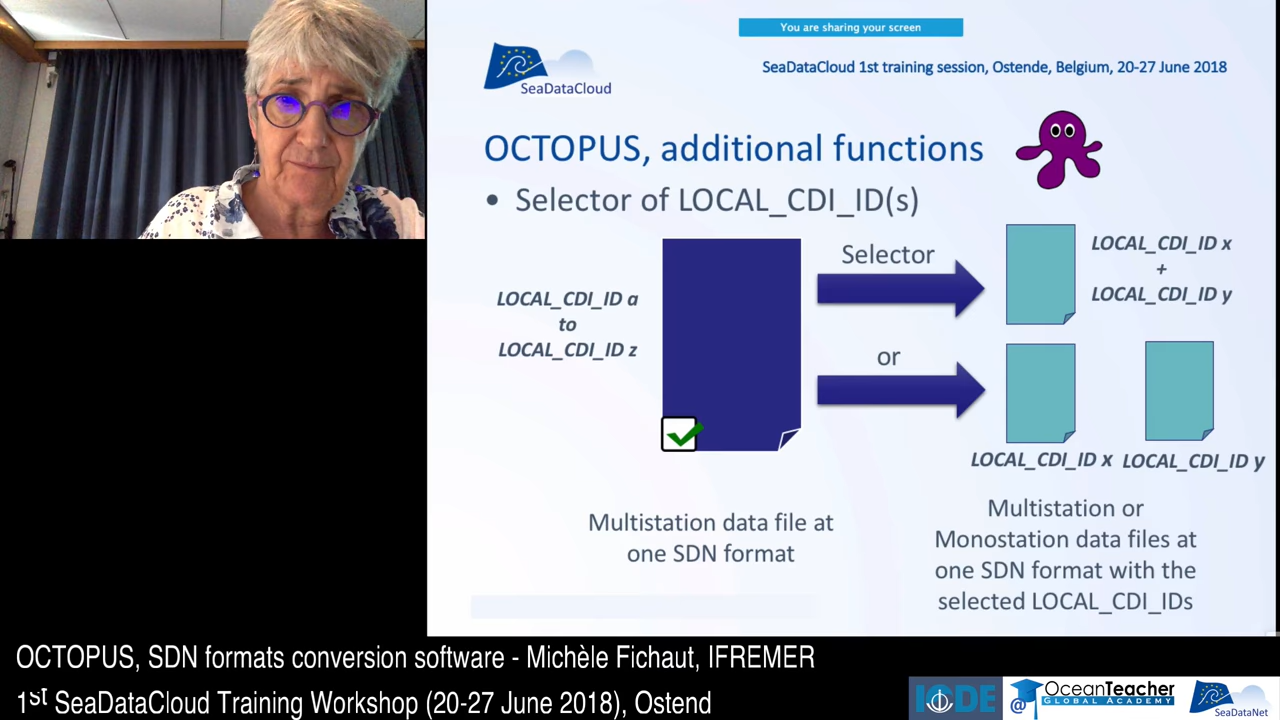 You are sharing your screen
SeaDataCloud
SeaDataCloud 1st training session, Ostende, Belgium, 20-27 June 2018
OCTOPUS, additional functions
• Selector of LOCAL_CDI_ID(s)
LOCAL_CDI_ID a
to
LOCAL_CDI_ID z
Selector
or
LOCAL_CDI_ID x
+
LOCAL_CDI_ID y
LOCAL_CDI_ID x
LOCAL_CDI_ID y
Multistation data file at
one SDN format
Multistation or
Monostation data files at
one SDN format with the
selected LOCAL_CDI_IDs
OCTOPUS, SDN formats conversion software - Michèle Fichaut, IFREMER
1st SeaDataCloud Training Workshop (20-27 June 2018), Ostend
IODE
@
OceanTeacher
GLOBAL ACADEMY
SeaDataNet